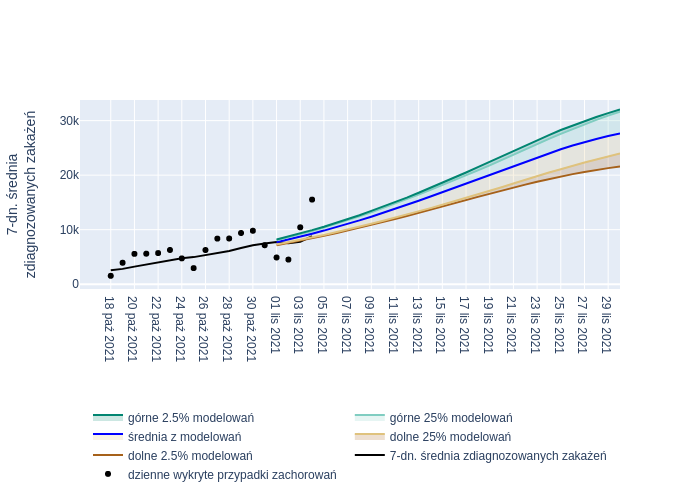 7-dn. średnia
zdiagnozowanych zakażeń
30k
20k
10k
0
18 paź 2021
20 paź 2021
22 paź 2021
24 paź 2021
26 paź 2021
28 paź 2021
30 paź 2021
01 lis 2021
03 lis 2021
05 lis 2021
07 lis 2021
09 lis 2021
11 lis 2021
13 lis 2021
15 lis 2021
17 lis 2021
19 lis 2021
21 lis 2021
23 lis 2021
25 lis 2021
27 lis 2021
29 lis 2021
górne 2.5% modelowań
górne 25% modelowań
średnia z modelowań
dolne 25% modelowań
dolne 2.5% modelowań
7-dn. średnia zdiagnozowanych zakażeń
dzienne wykryte przypadki zachorowań